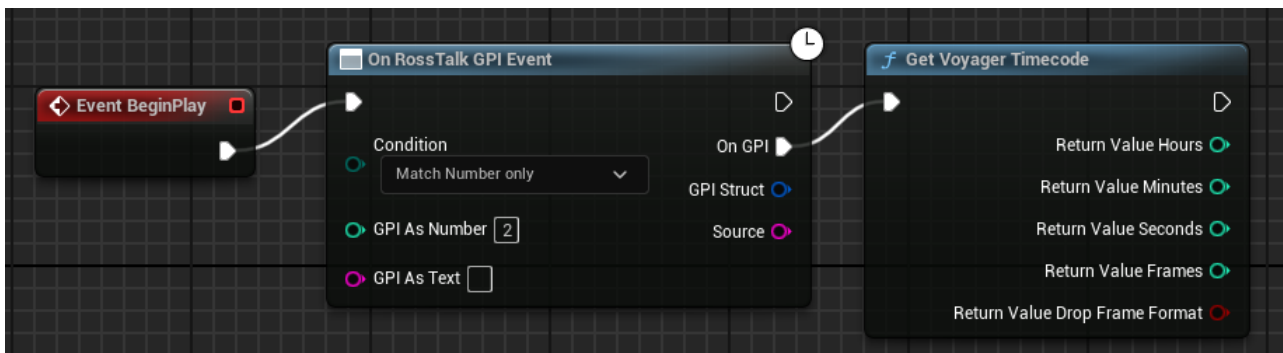 Event BeginPlay
On RossTalk GPI Event
Condition
Match Number only
GPI As Number 2
GPI As Text
On GPI
GPI Struct
Source
f Get Voyager Timecode
Return Value Hours
Return Value Minutes
Return Value Seconds
Return Value Frames
Return Value Drop Frame Format